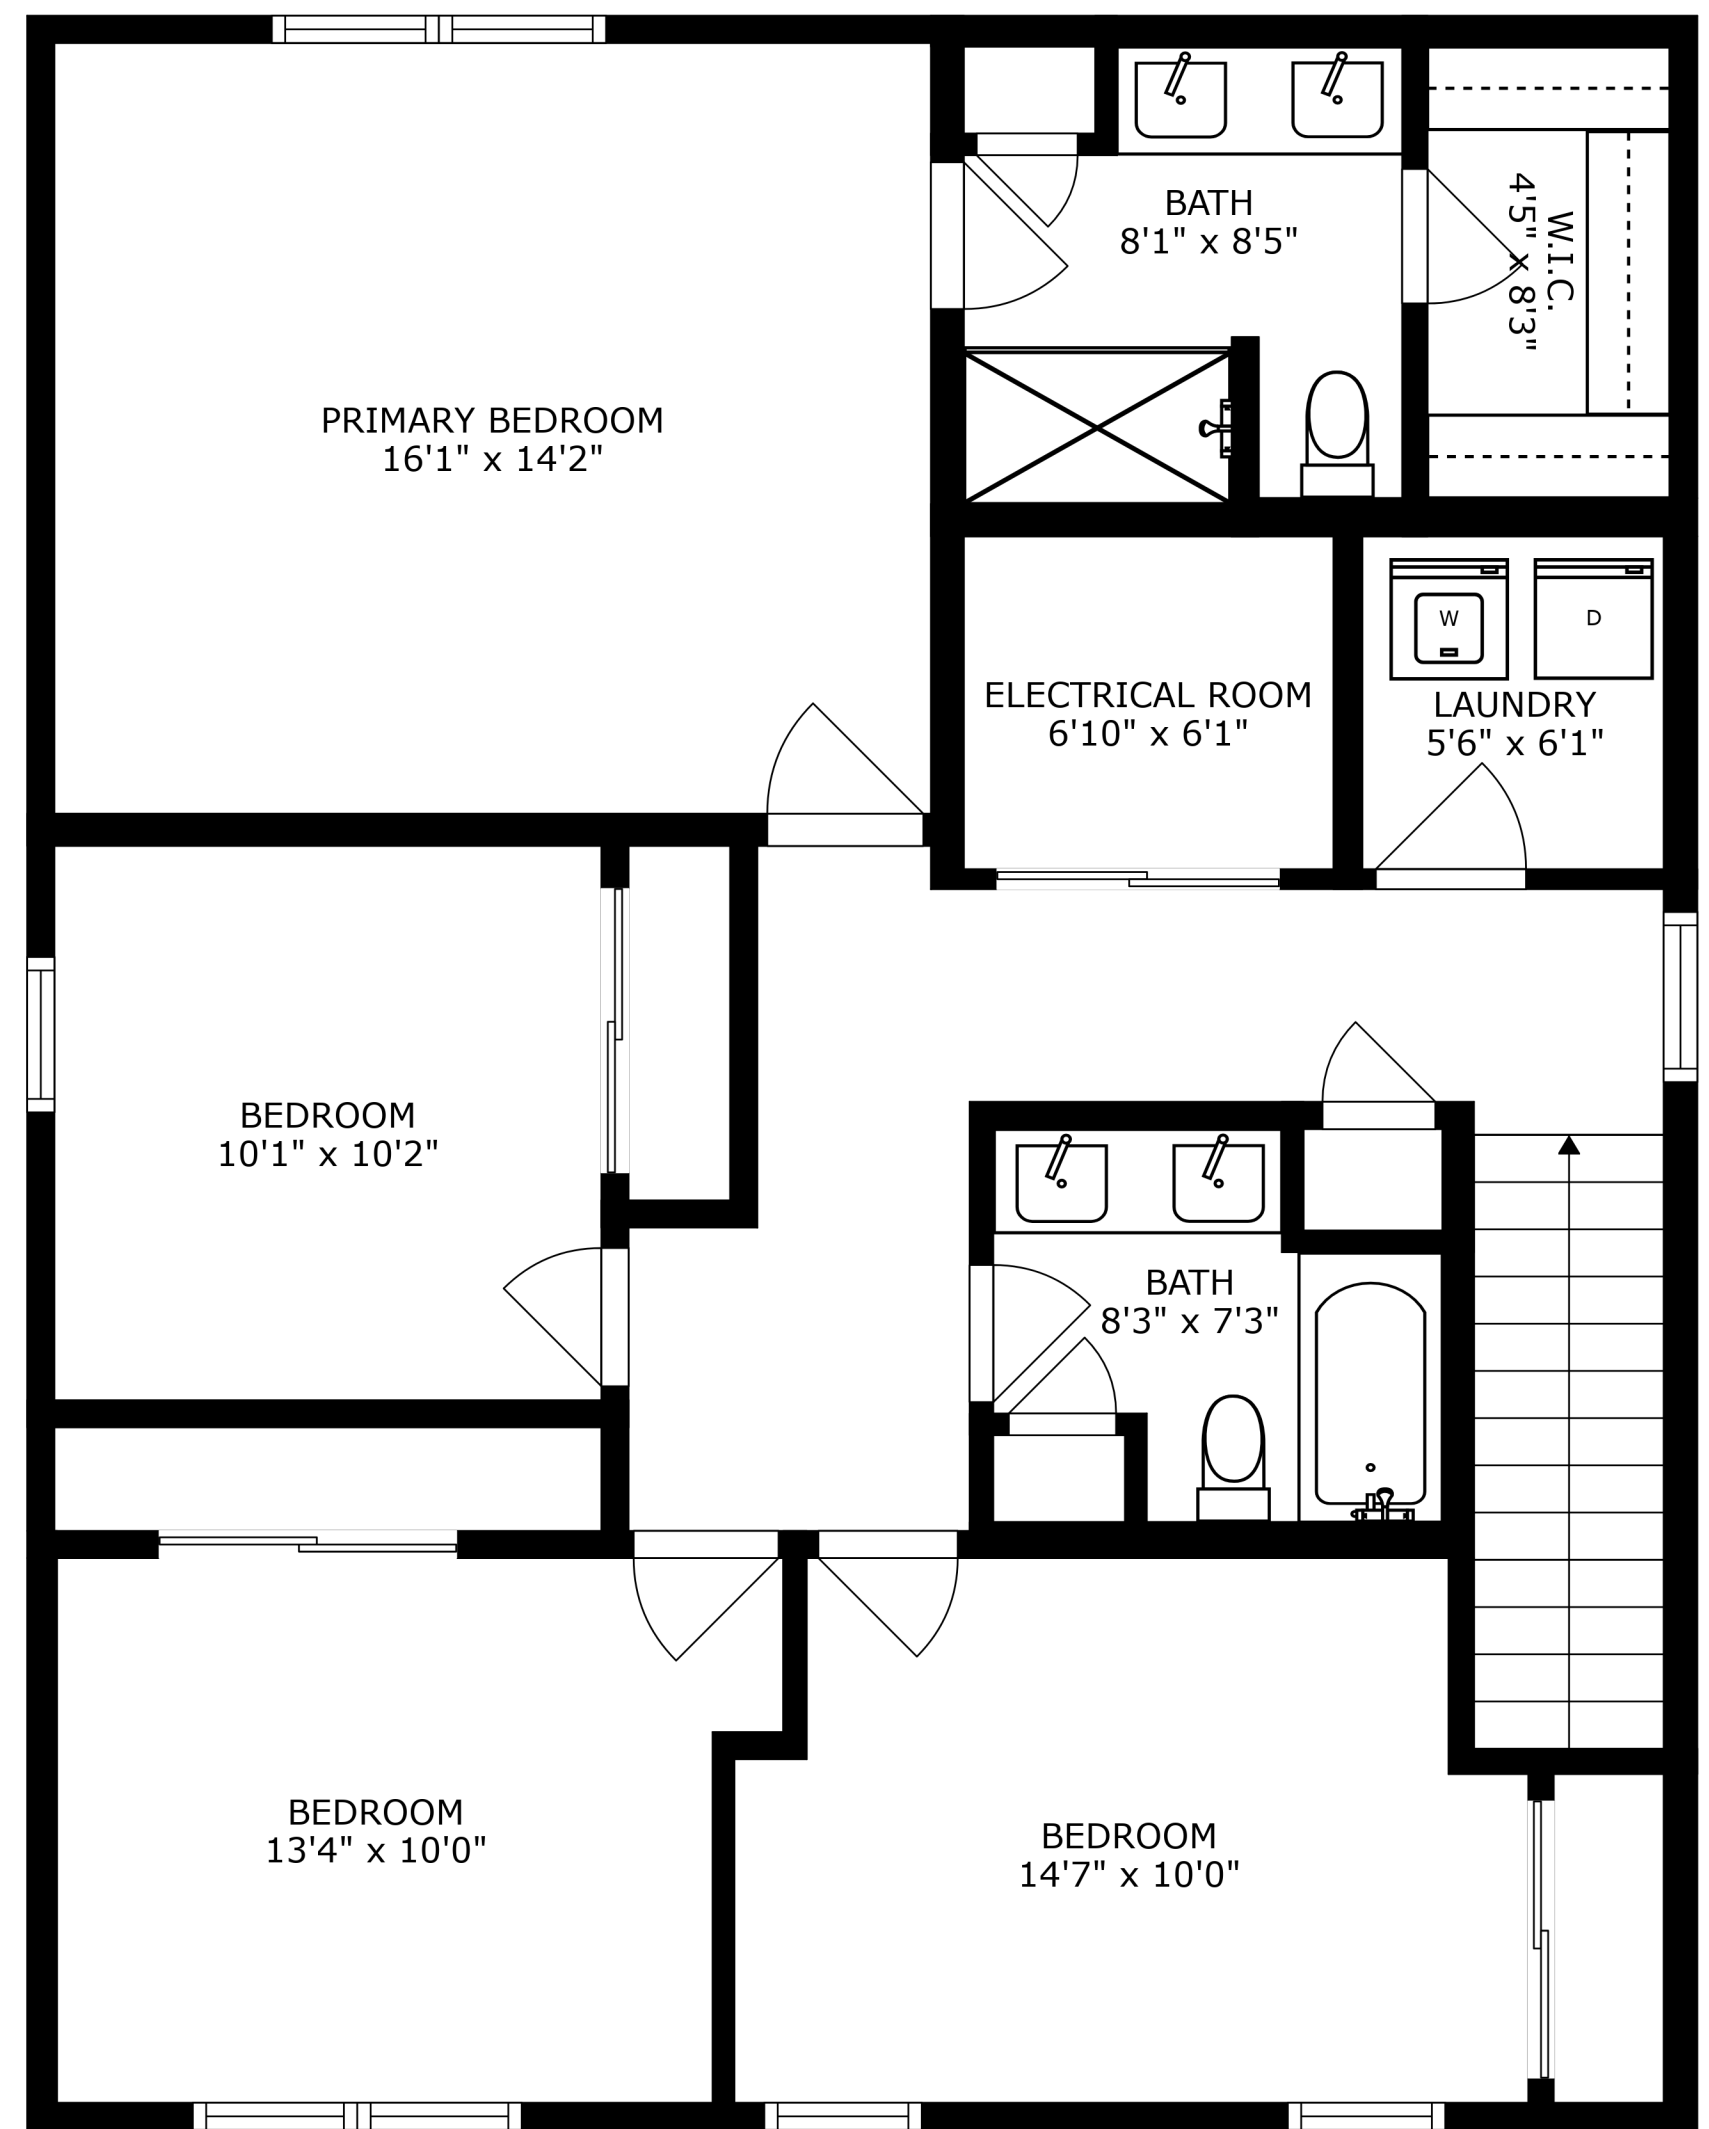 BATH
8'1" x 8'5"
W.I.C.
4'5" x 8'3"
PRIMARY BEDROOM
16'1" x 14'2"
W
D
ELECTRICAL ROOM
6'10" x 6'1"
LAUNDRY
5'6" x 6'1"
BEDROOM
10'1" x 10'2"
BATH
8'3" x 7'3"
BEDROOM
13'4" x 10'0"
BEDROOM
14'7" x 10'0"